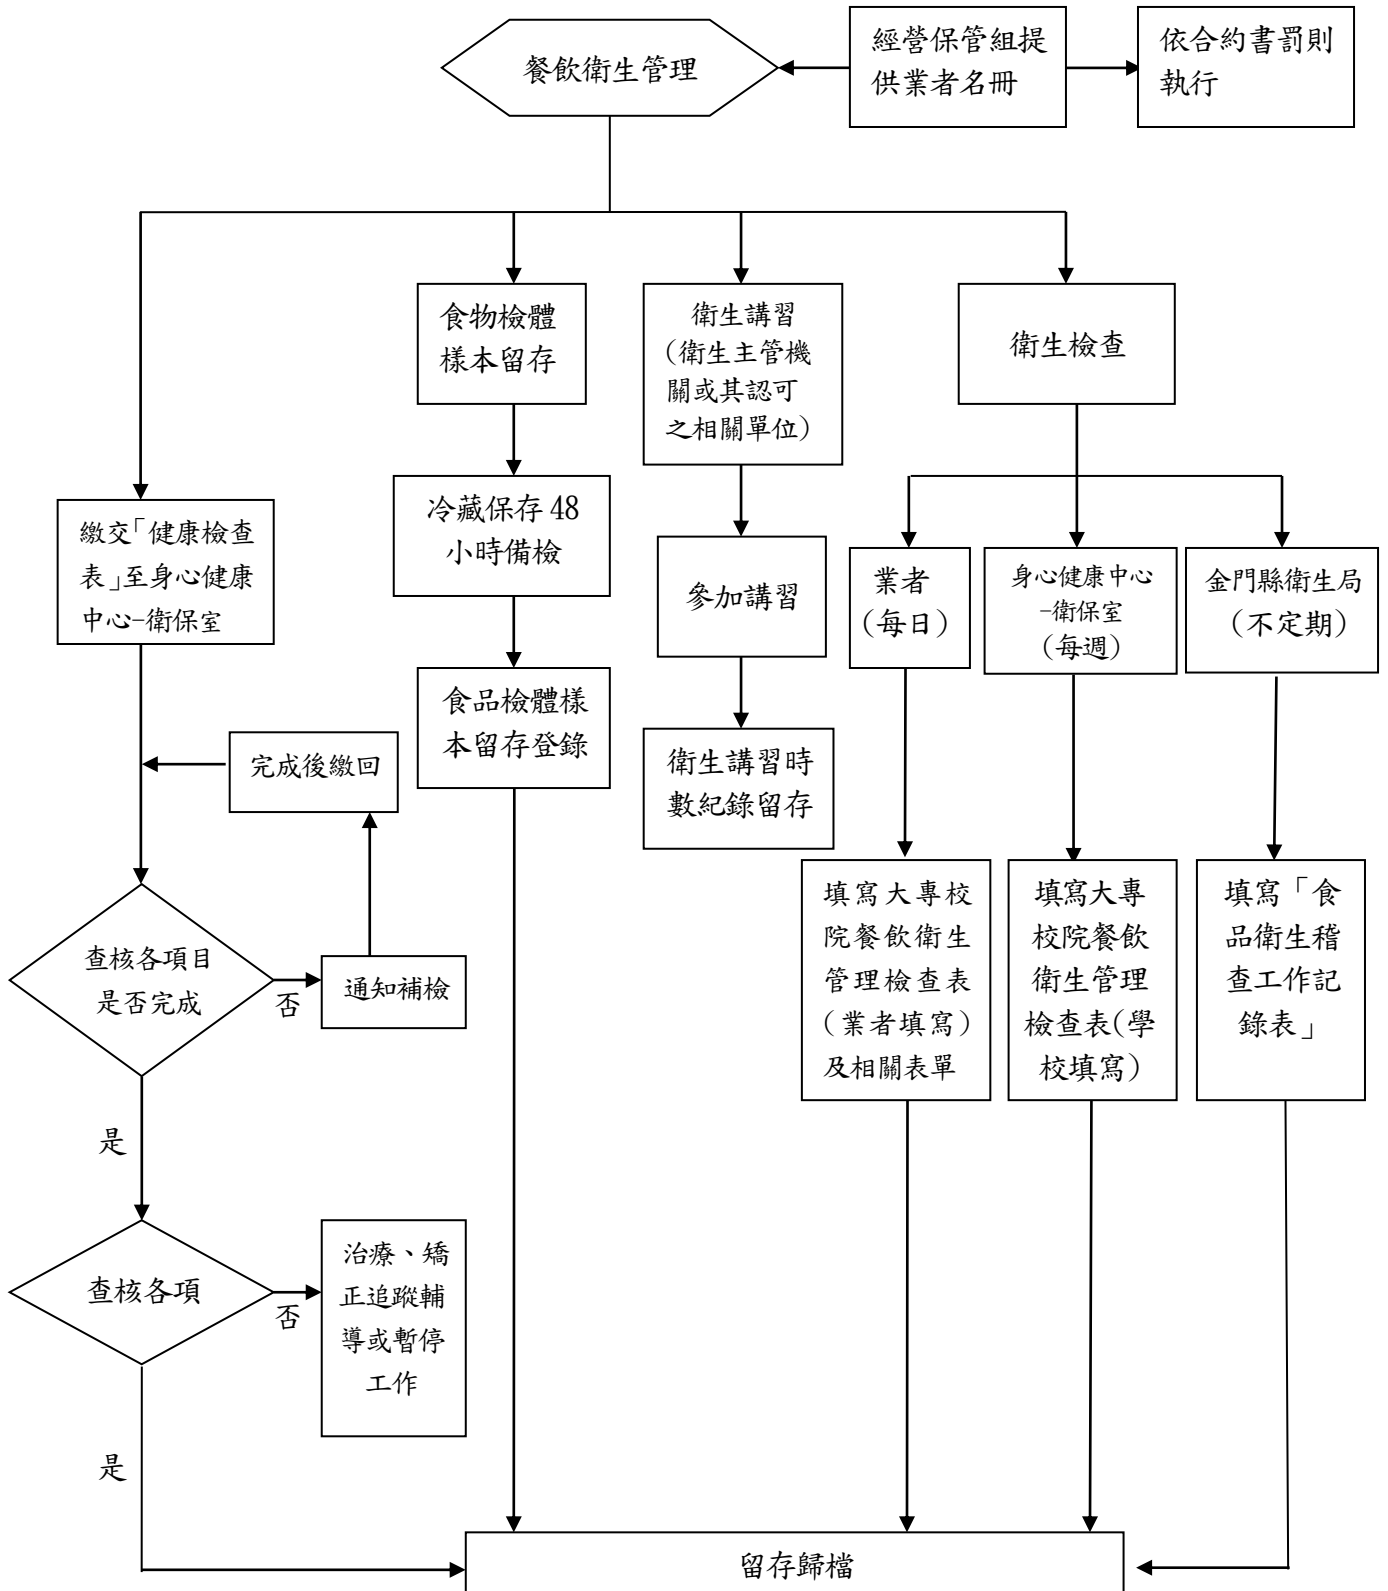 餐飲衛生管理
經營保管組提
供業者名冊
依合約書罰則
執行
食物檢體
樣本留存
衛生講習
(衛生主管機
關或其認可
之相關單位)
衛生檢查
繳交「健康檢查
表」至身心健康
中心-衛保室
冷藏保存 48
小時備檢
參加講習
業者
(每日)
身心健康中心
-衛保室
(每週)
金門縣衛生局
(不定期)
食品檢體樣
本留存登錄
完成後繳回
衛生講習時
數紀錄留存
查核各項目
是否完成
否
通知補檢
填寫大專校
院餐飲衛生
管理檢查表
(業者填寫)
及相關表單
填寫大專
校院餐飲
衛生管理
檢查表(學
校填寫)
填寫「食
品衛生稽
查工作記
錄表」
是
查核各項
否
治療、矯
正追蹤輔
導或暫停
工作
是
留存歸檔